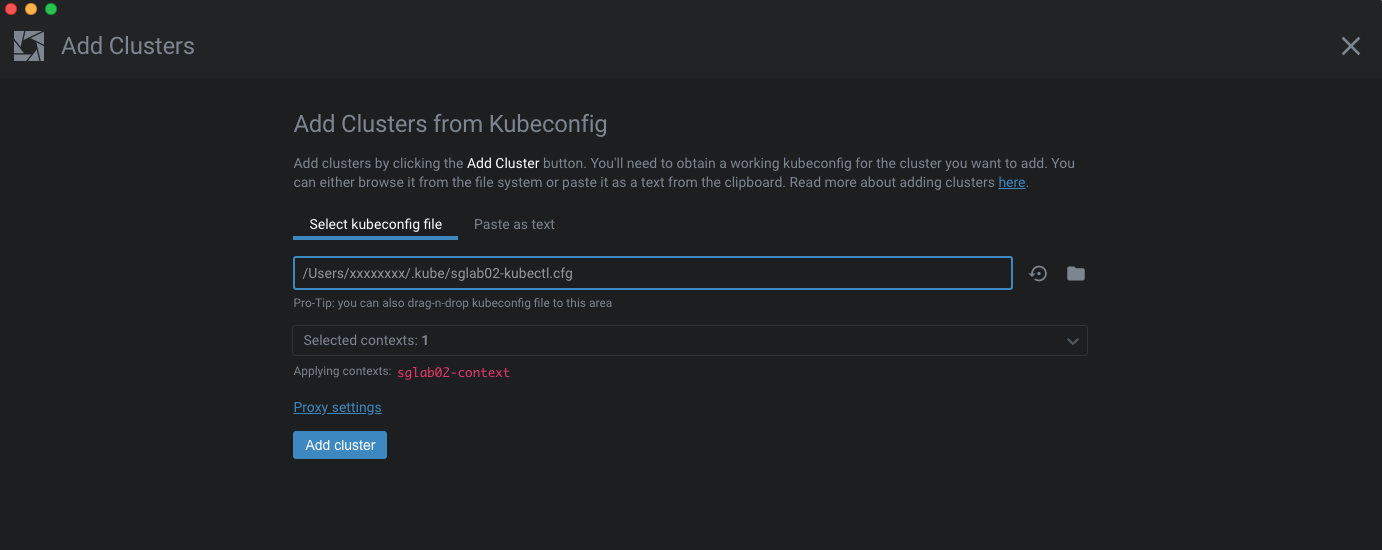 Add Clusters
Add Clusters from Kubeconfig
Add clusters by clicking the Add Cluster button. You'll need to obtain a working kubeconfig for the cluster you want to add. You
can either browse it from the file system or paste it as a text from the clipboard. Read more about adding clusters here.
Select kubeconfig file Paste as text
/Users/xxxxxxxx/.kube/sglab02-kubectl.cfg
Pro-Tip: you can also drag-n-drop kubeconfig file to this area
Selected contexts: 1
Applying contexts: sglab02-context
Proxy settings
Add cluster